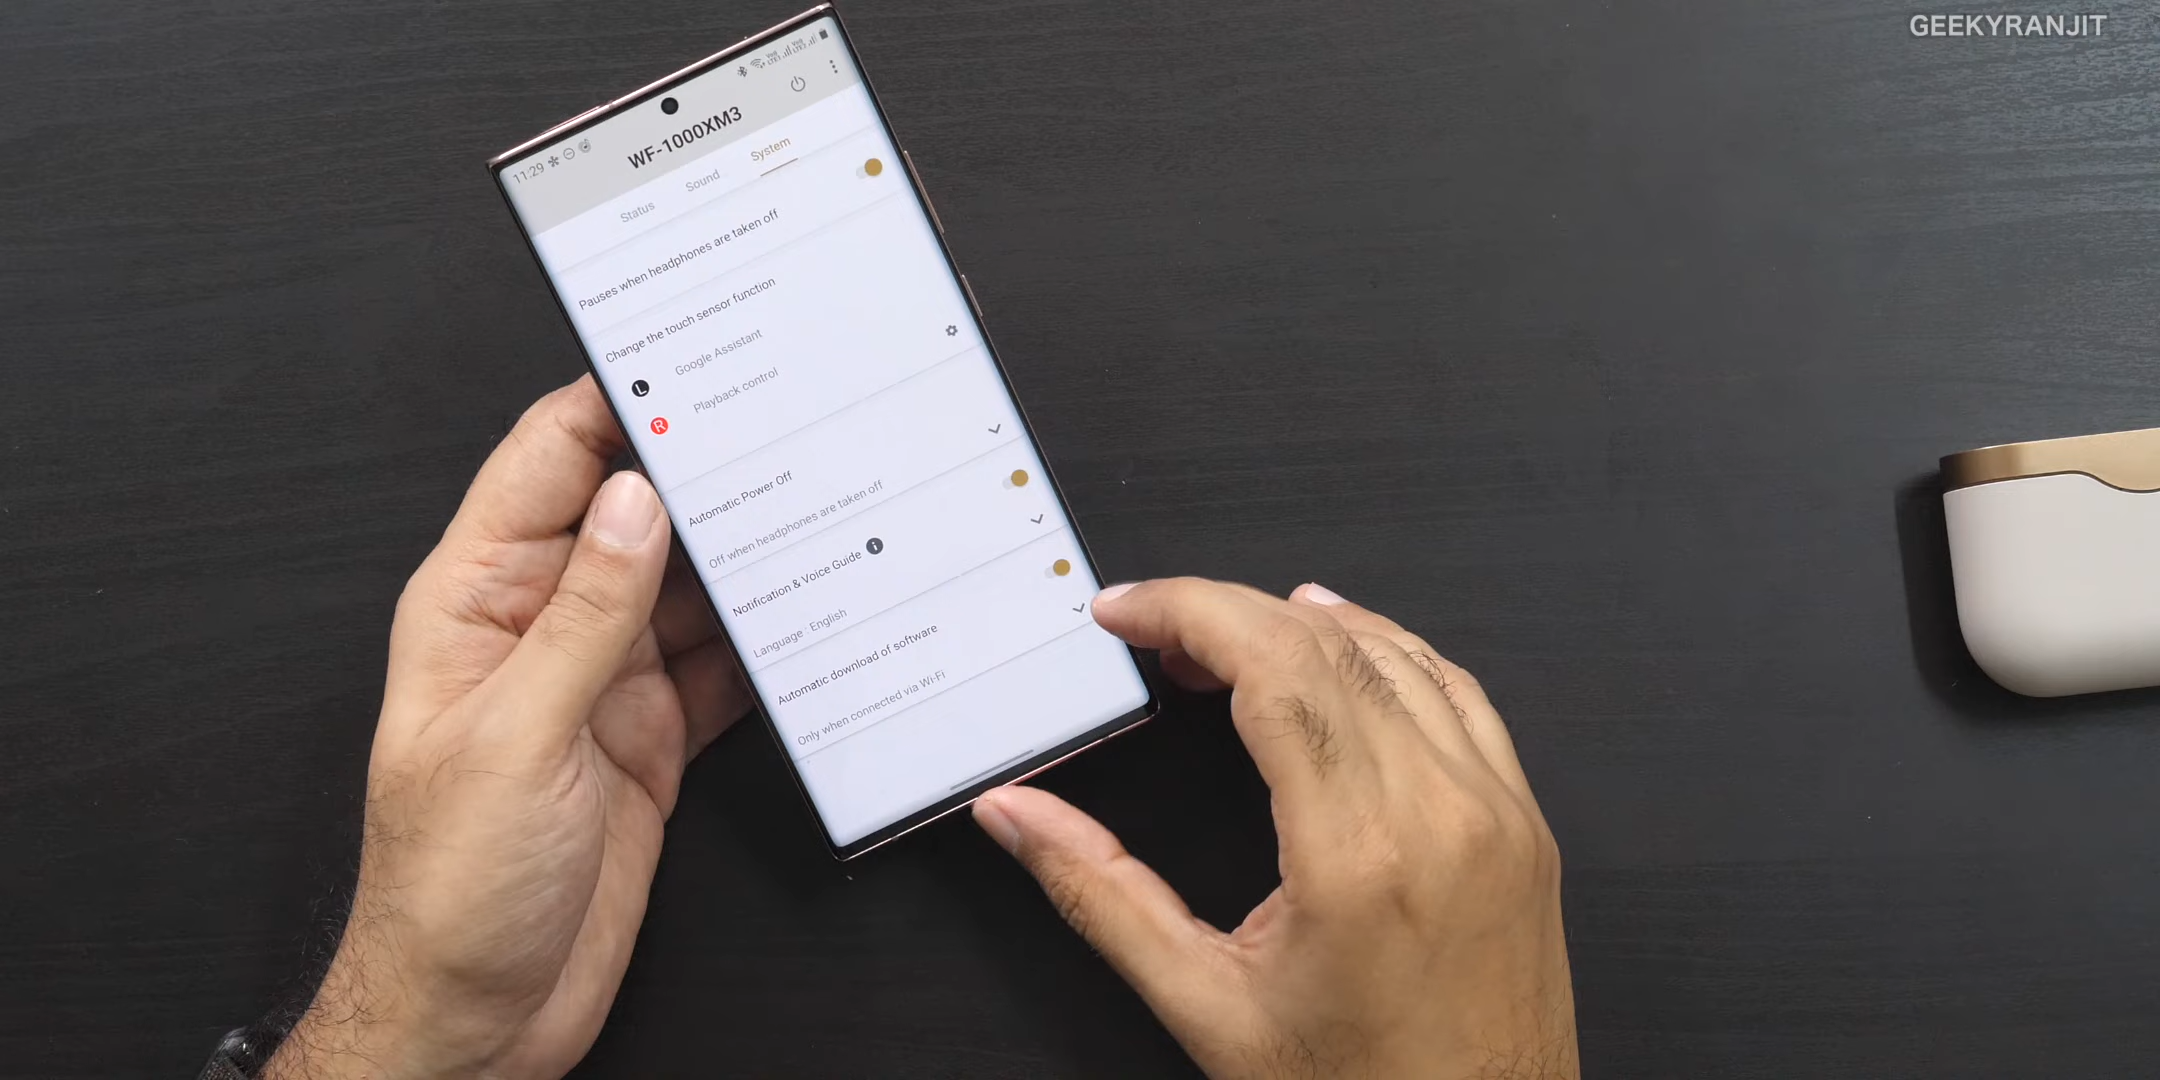 GEEKYRANJIT
11:29
WF-1000XM3
Status Sound System
Pauses when headphones are taken off
Change the touch sensor function
L Google Assistant
R Playback control
Automatic Power Off
Off when headphones are taken off
Notification & Voice Guide i
Language : English
Automatic download of software
Only when connected via Wi-Fi